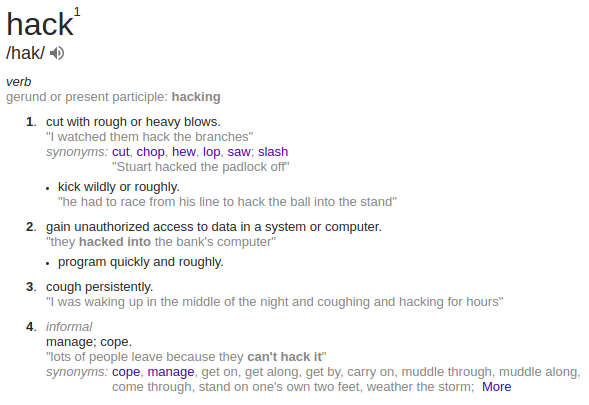 hack1
/hak/
verb
gerund or present participle: hacking
1. cut with rough or heavy blows.
"I watched them hack the branches"
synonyms: cut, chop, hew, lop, saw; slash
"Stuart hacked the padlock off"
• kick wildly or roughly.
"he had to race from his line to hack the ball into the stand"
2. gain unauthorized access to data in a system or computer.
"they hacked into the bank's computer"
• program quickly and roughly.
3. cough persistently.
"I was waking up in the middle of the night and coughing and hacking for hours"
4. informal
manage; cope.
"lots of people leave because they can't hack it"
synonyms: cope, manage, get on, get along, get by, carry on, muddle through, muddle along,
come through, stand on one's own two feet, weather the storm; More